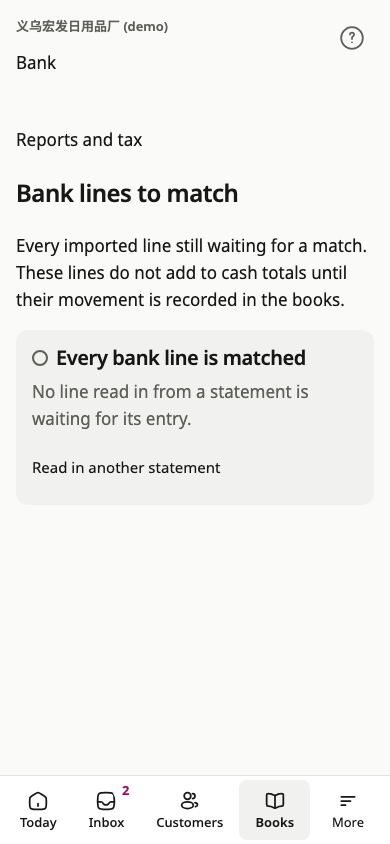 义乌宏发日用品厂 (demo)
Bank
Reports and tax
Bank lines to match
Every imported line still waiting for a match.
These lines do not add to cash totals until
their movement is recorded in the books.
Every bank line is matched
No line read in from a statement is
waiting for its entry.
Read in another statement
2
Today
Inbox
Customers
Books
More